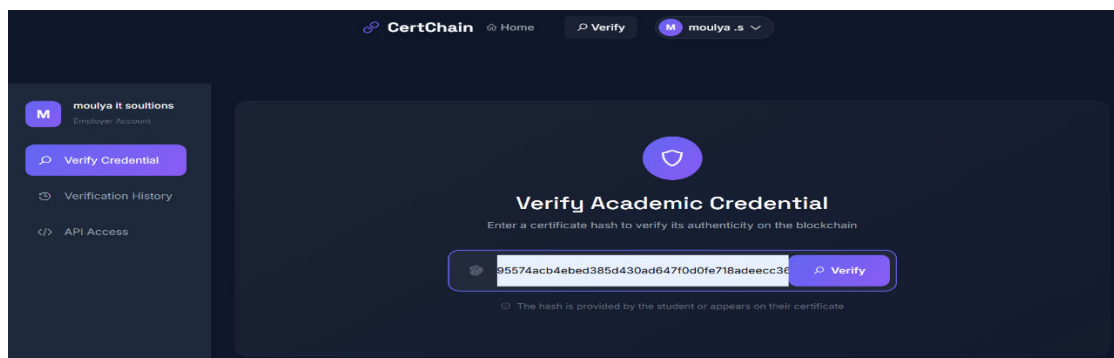 CertChain Home Verify M moulya .s
M moulya it soultions
Employer Account
Verify Credential
Verification History
</> API Access
Verify Academic Credential
Enter a certificate hash to verify its authenticity on the blockchain
95574acb4ebed385d430ad647f0d0fe718adeecc36 Verify
The hash is provided by the student or appears on their certificate